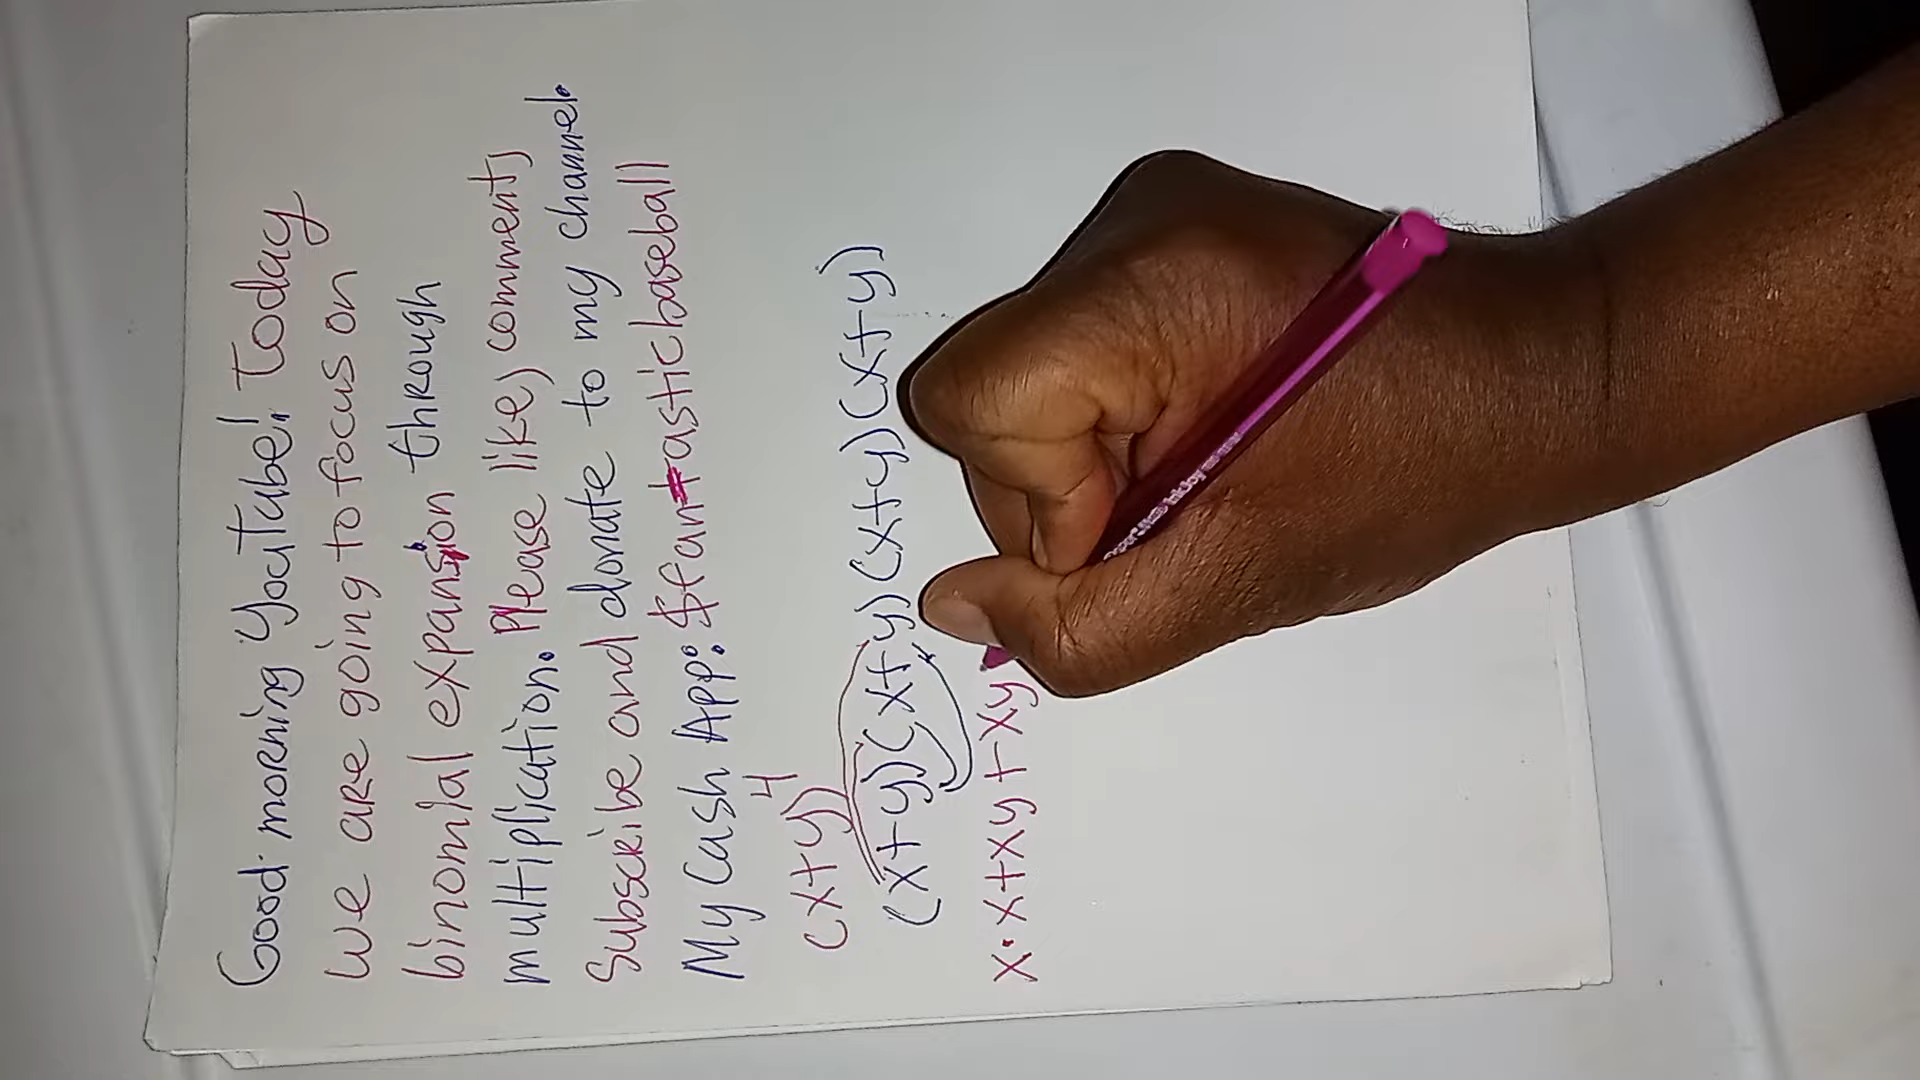 Good morning YouTube! Today
we are going to focus on
binomial expansion through
multiplication. Please like, comment,
subscribe and donate to my channel.
My Cash App: $fantasticbaseball
(x+y)⁴
(x+y)(x+y)(x+y)(x+y)
x·x+xy+xy